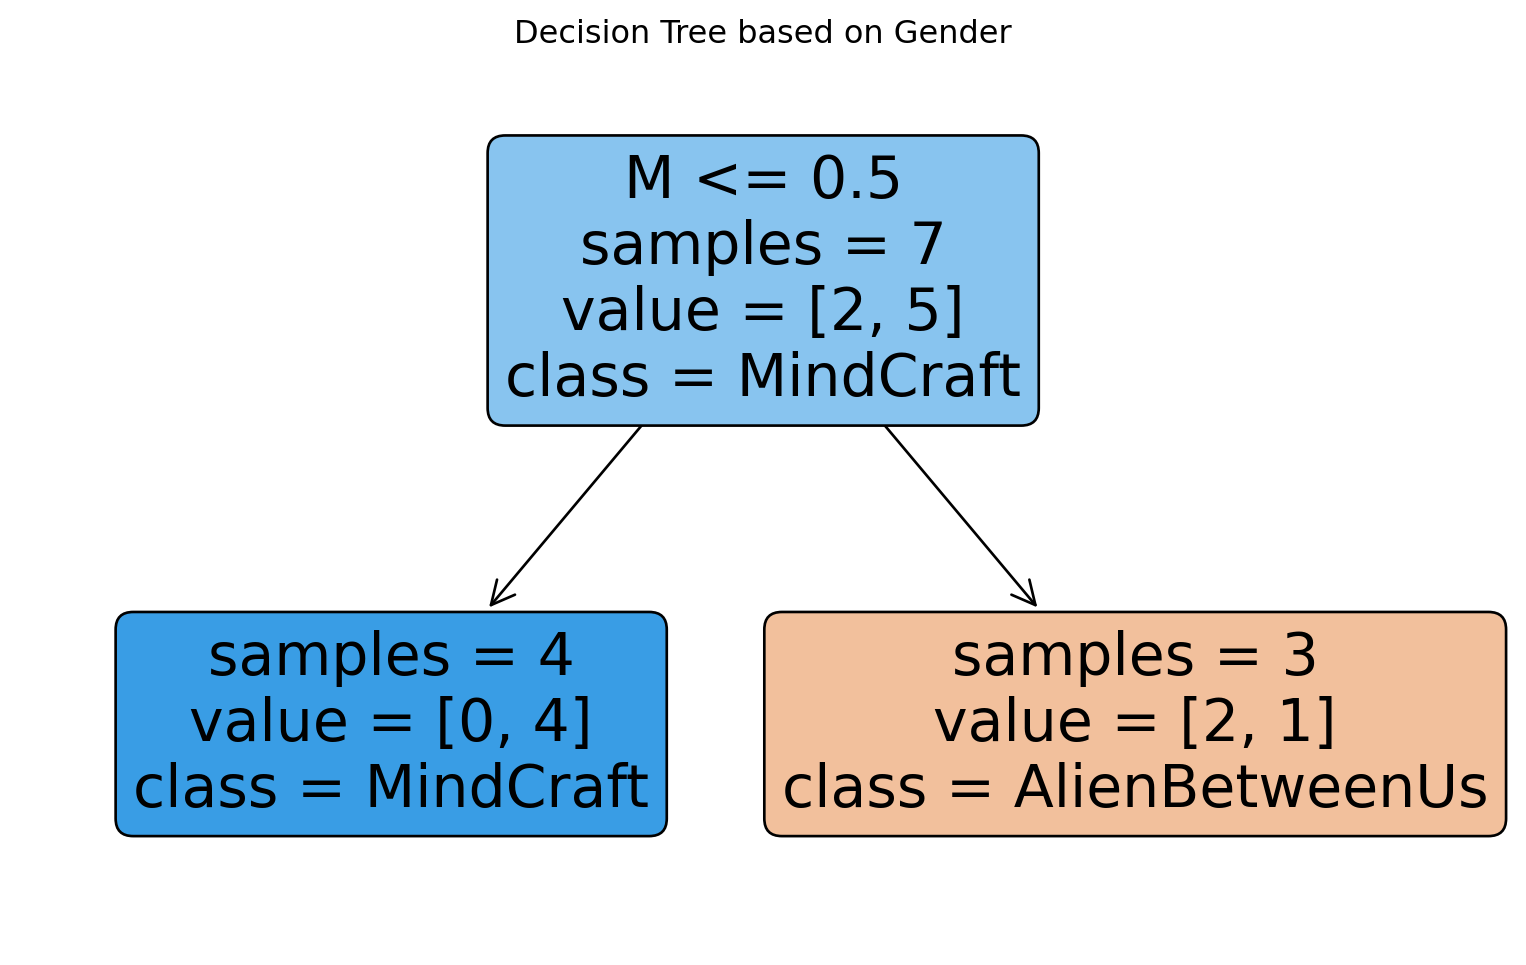 Decision Tree based on Gender
M <= 0.5
samples = 7
value = [2, 5]
class = MindCraft
samples = 4
value = [0, 4]
class = MindCraft
samples = 3
value = [2, 1]
class = AlienBetweenUs